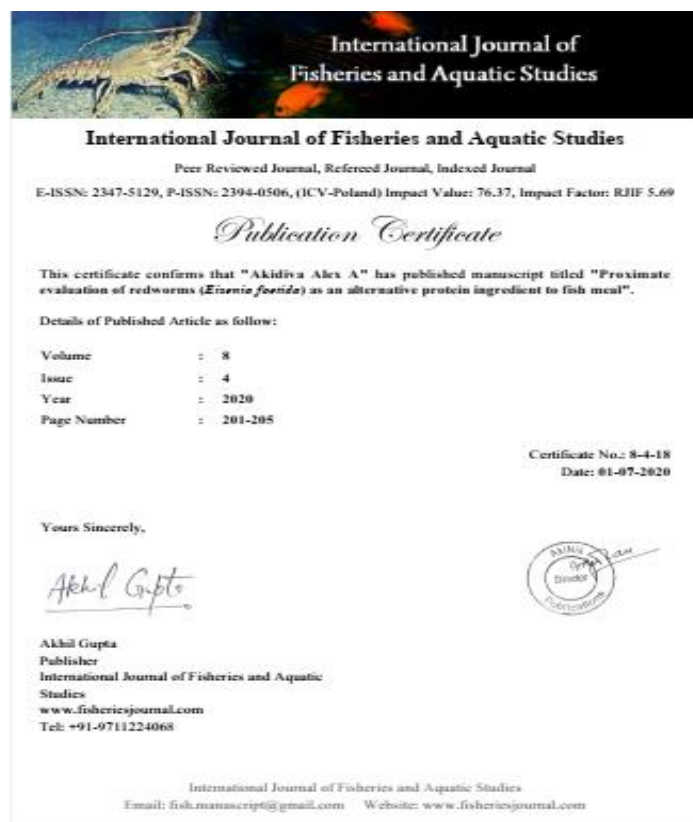 International Journal of
Fisheries and Aquatic Studies
International Journal of Fisheries and Aquatic Studies
Peer Reviewed Journal, Refereed Journal, Indexed Journal
E-ISSN: 2347-5129, P-ISSN: 2394-0506, (ICV-Poland) Impact Value: 76.37, Impact Factor: RJIF 5.69
Publication Certificate
This certificate confirms that "Akidiva Alex A" has published manuscript titled "Proximate
evaluation of redworms (Eisenia foetida) as an alternative protein ingredient to fish meal".
Details of Published Article as follow:
Volume : 8
Issue : 4
Year : 2020
Page Number : 201-205
Certificate No.: 8-4-18
Date: 01-07-2020
Yours Sincerely,
Akhil Gupta
AkiNik
Director
Publications
Akhil Gupta
Publisher
International Journal of Fisheries and Aquatic
Studies
www.fisheriesjournal.com
Tel: +91-9711224068
International Journal of Fisheries and Aquatic Studies
Email: fish.manuscript@gmail.com Website: www.fisheriesjournal.com